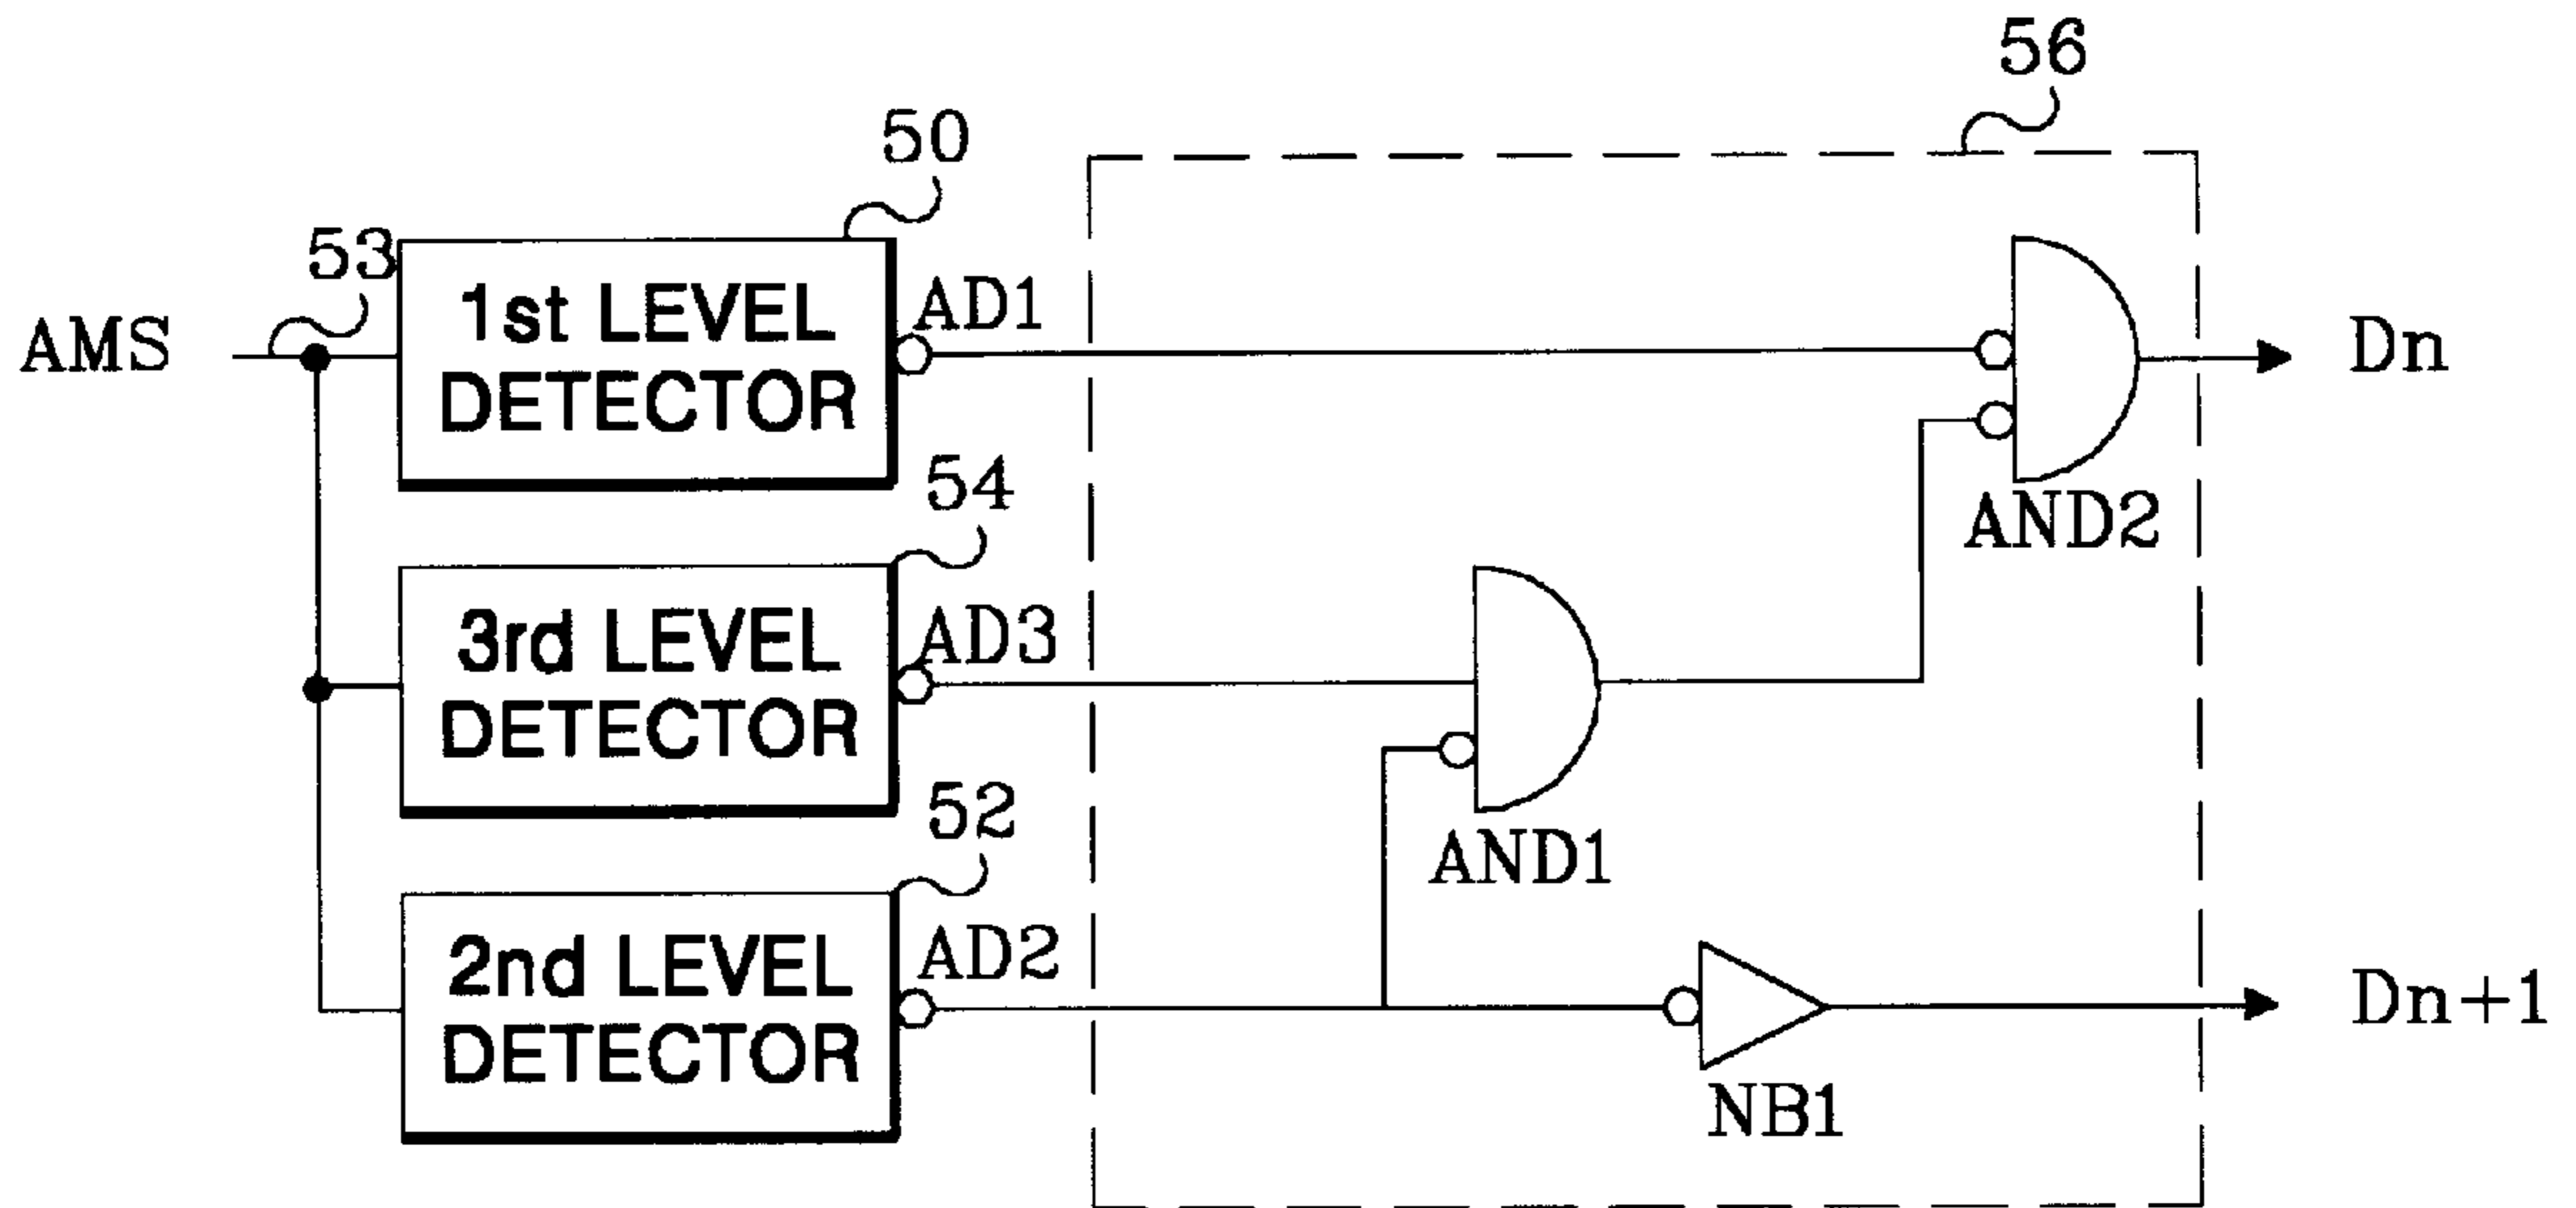 56
50
53
AMS
1st LEVEL
DETECTOR
AD1
Dn
AND2
54
3rd LEVEL
DETECTOR
AD3
AND1
52
2nd LEVEL
DETECTOR
AD2
NB1
Dn+1